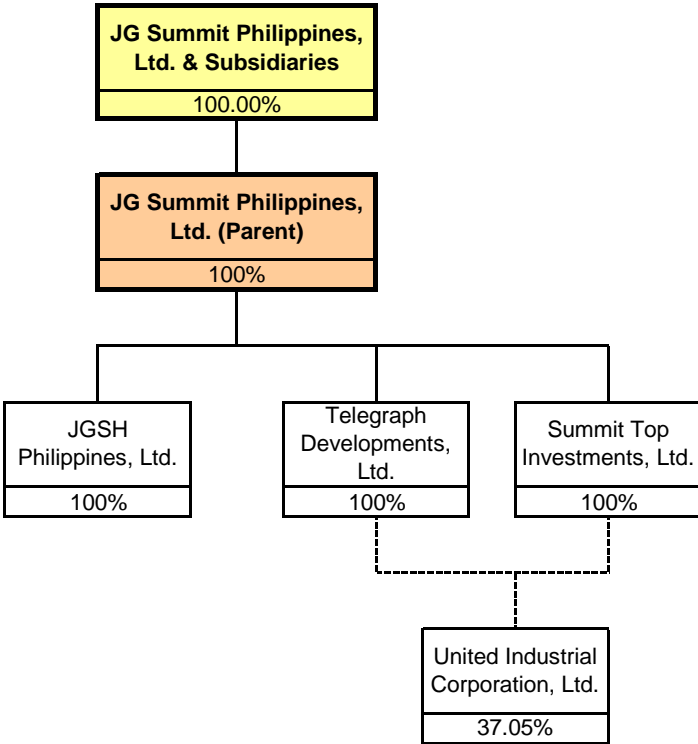 JG Summit Philippines,
Ltd. & Subsidiaries
100.00%
JG Summit Philippines,
Ltd. (Parent)
100%
JGSH
Philippines, Ltd.
100%
Telegraph
Developments,
Ltd.
100%
Summit Top
Investments, Ltd.
100%
United Industrial
Corporation, Ltd.
37.05%